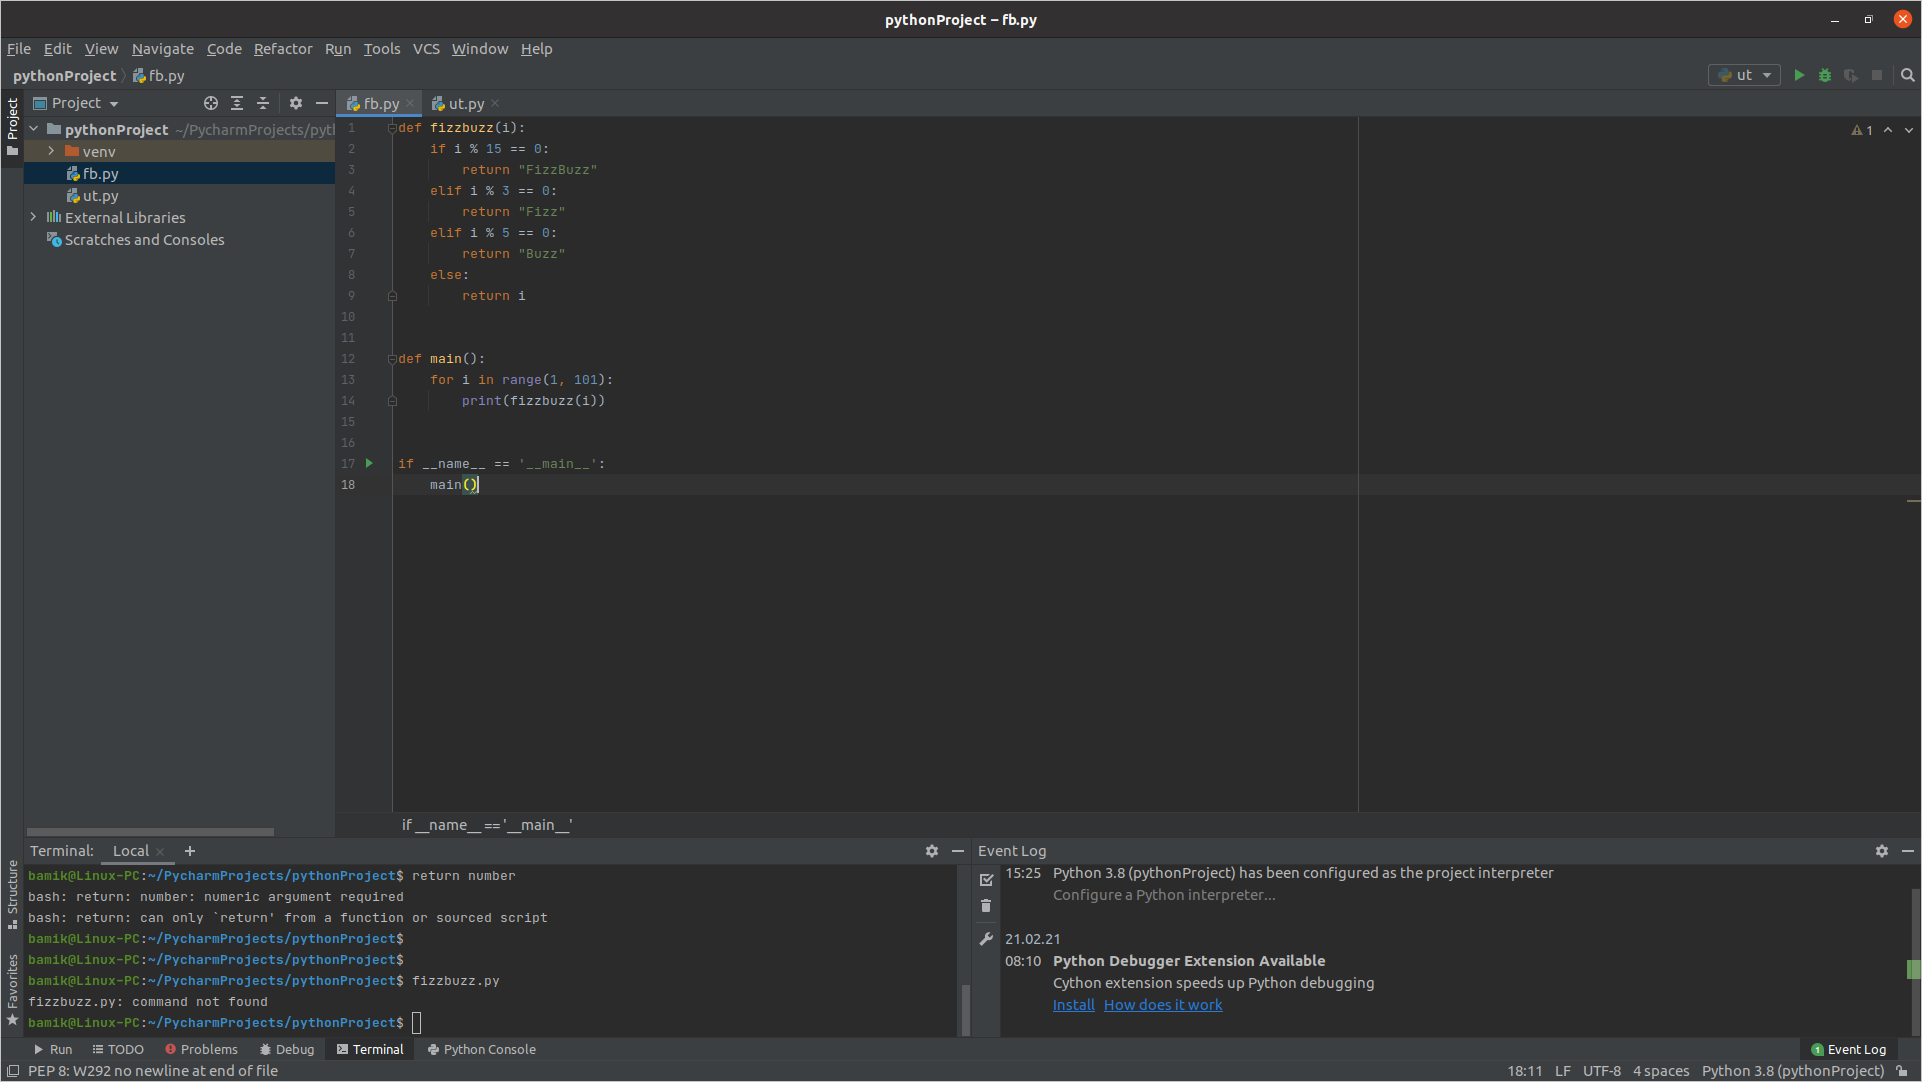 pythonProject – fb.py
File Edit View Navigate Code Refactor Run Tools VCS Window Help
pythonProject fb.py
ut
Project
Project
fb.py
ut.py
pythonProject ~/PycharmProjects/pyth
venv
fb.py
ut.py
External Libraries
Scratches and Consoles
1 def fizzbuzz(i):
2 if i % 15 == 0:
3 return "FizzBuzz"
4 elif i % 3 == 0:
5 return "Fizz"
6 elif i % 5 == 0:
7 return "Buzz"
8 else:
9 return i
10
11
12 def main():
13 for i in range(1, 101):
14 print(fizzbuzz(i))
15
16
17 if __name__ == '__main__':
18 main()
1
if __name__ == '__main__'
Structure
Favorites
Terminal: Local
bamik@Linux-PC:~/PycharmProjects/pythonProject$ return number
bash: return: number: numeric argument required
bash: return: can only `return' from a function or sourced script
bamik@Linux-PC:~/PycharmProjects/pythonProject$
bamik@Linux-PC:~/PycharmProjects/pythonProject$
bamik@Linux-PC:~/PycharmProjects/pythonProject$ fizzbuzz.py
fizzbuzz.py: command not found
bamik@Linux-PC:~/PycharmProjects/pythonProject$
Event Log
15:25 Python 3.8 (pythonProject) has been configured as the project interpreter
Configure a Python interpreter...
21.02.21
08:10 Python Debugger Extension Available
Cython extension speeds up Python debugging
Install How does it work
Run TODO Problems Debug Terminal Python Console
1 Event Log
PEP 8: W292 no newline at end of file
18:11 LF UTF-8 4 spaces Python 3.8 (pythonProject)